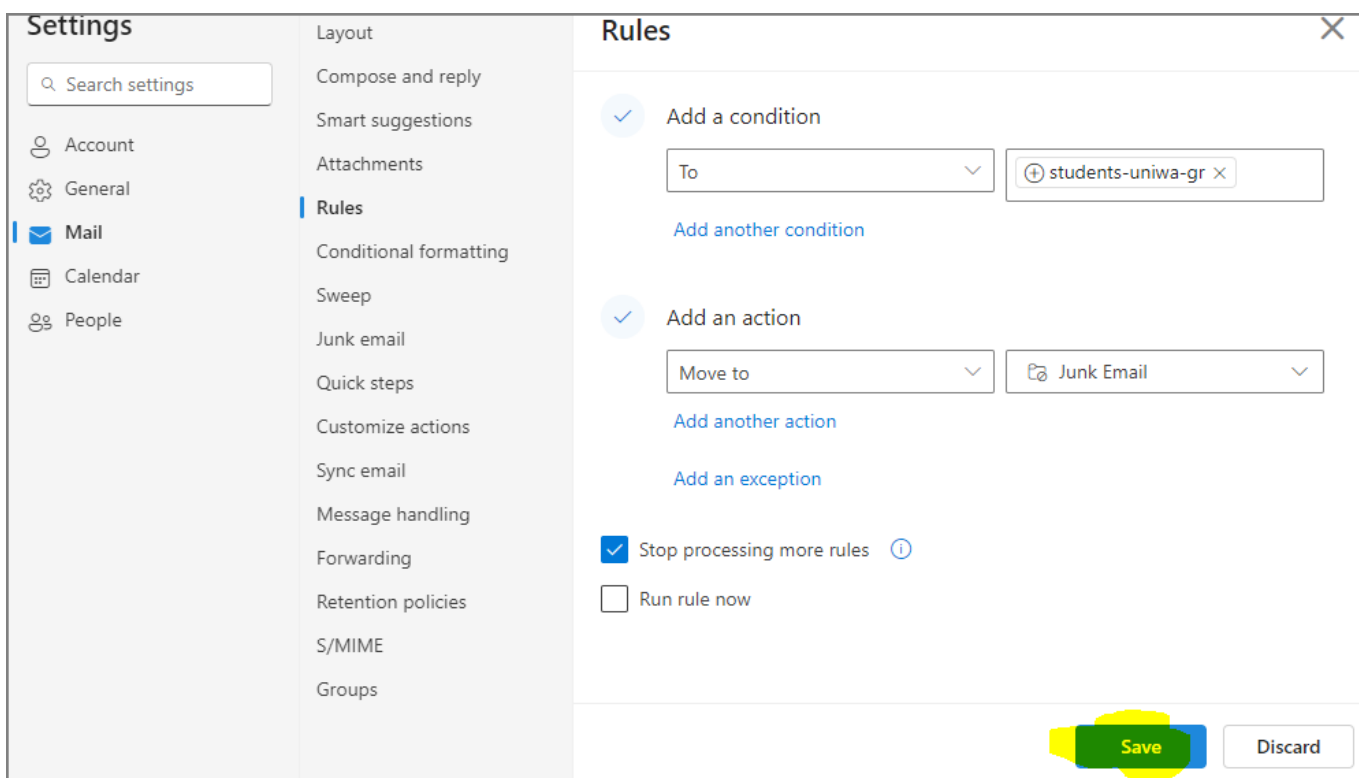 Settings
Search settings
Account
General
Mail
Calendar
People
Layout
Compose and reply
Smart suggestions
Attachments
Rules
Conditional formatting
Sweep
Junk email
Quick steps
Customize actions
Sync email
Message handling
Forwarding
Retention policies
S/MIME
Groups
Rules
Add a condition
To
students-uniwa-gr
Add another condition
Add an action
Move to
Junk Email
Add another action
Add an exception
Stop processing more rules
Run rule now
Save
Discard